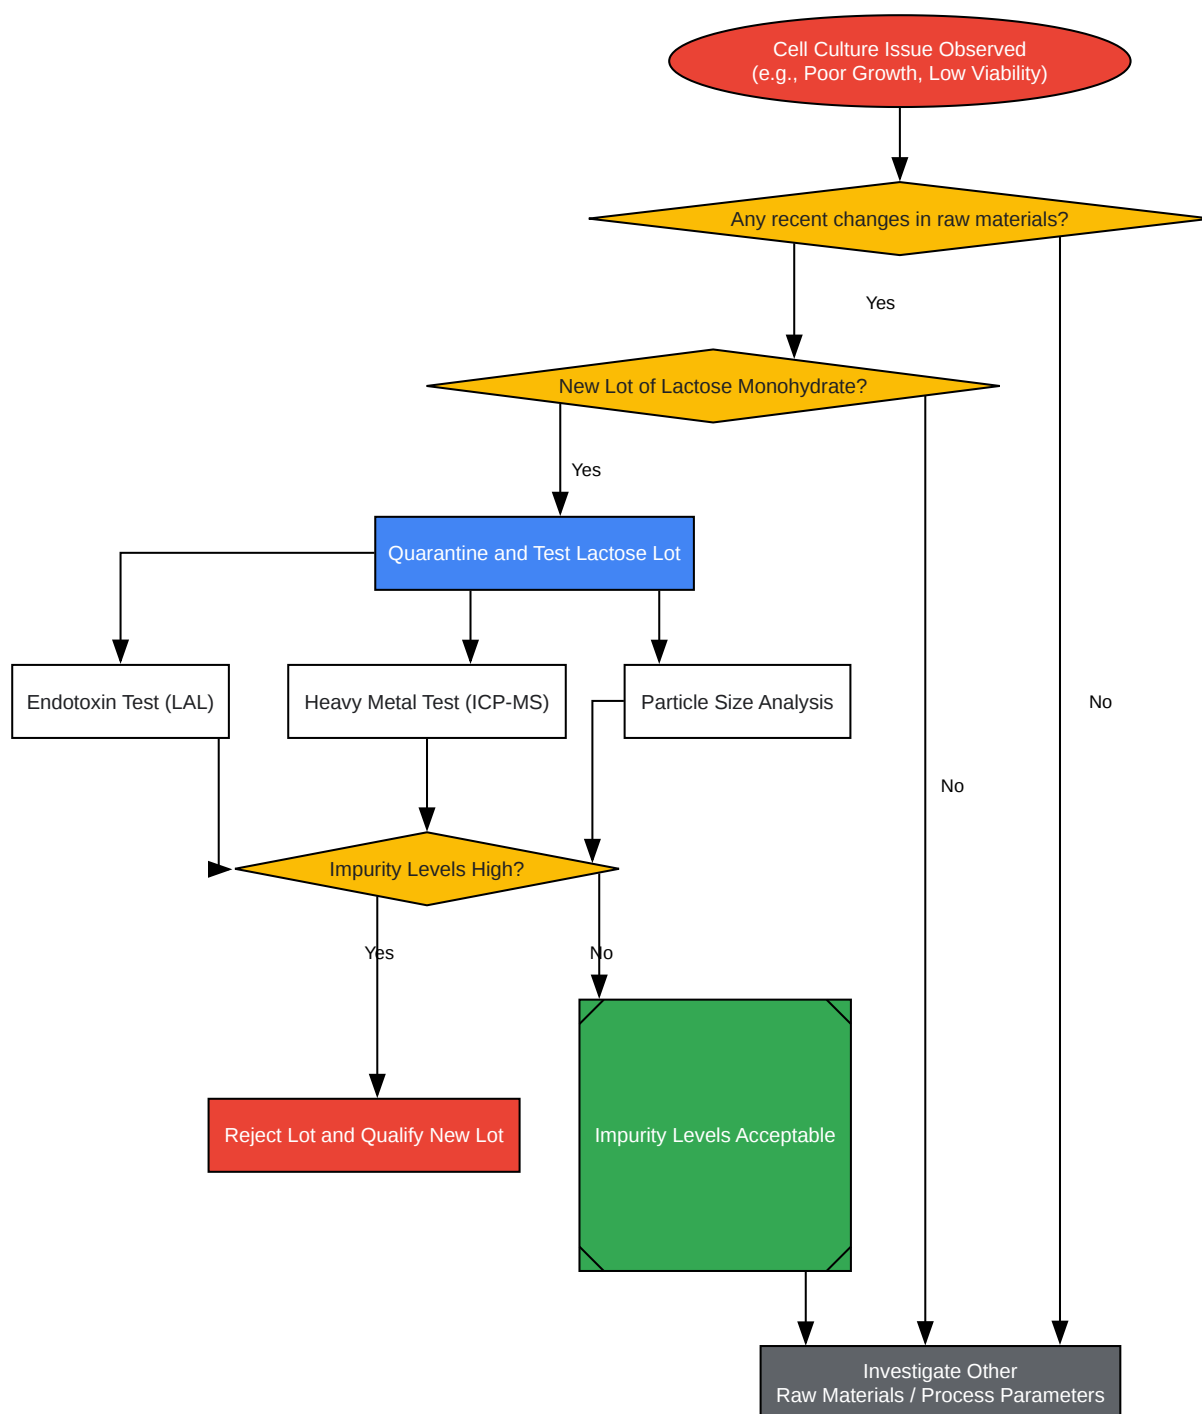 Cell Culture Issue Observed
(e.g., Poor Growth, Low Viability)
Any recent changes in raw materials?
Yes
New Lot of Lactose Monohydrate?
Yes
Quarantine and Test Lactose Lot
Endotoxin Test (LAL)
Heavy Metal Test (ICP-MS)
Particle Size Analysis
No
No
Impurity Levels High?
Yes
No
Reject Lot and Qualify New Lot
Impurity Levels Acceptable
Investigate Other
Raw Materials / Process Parameters